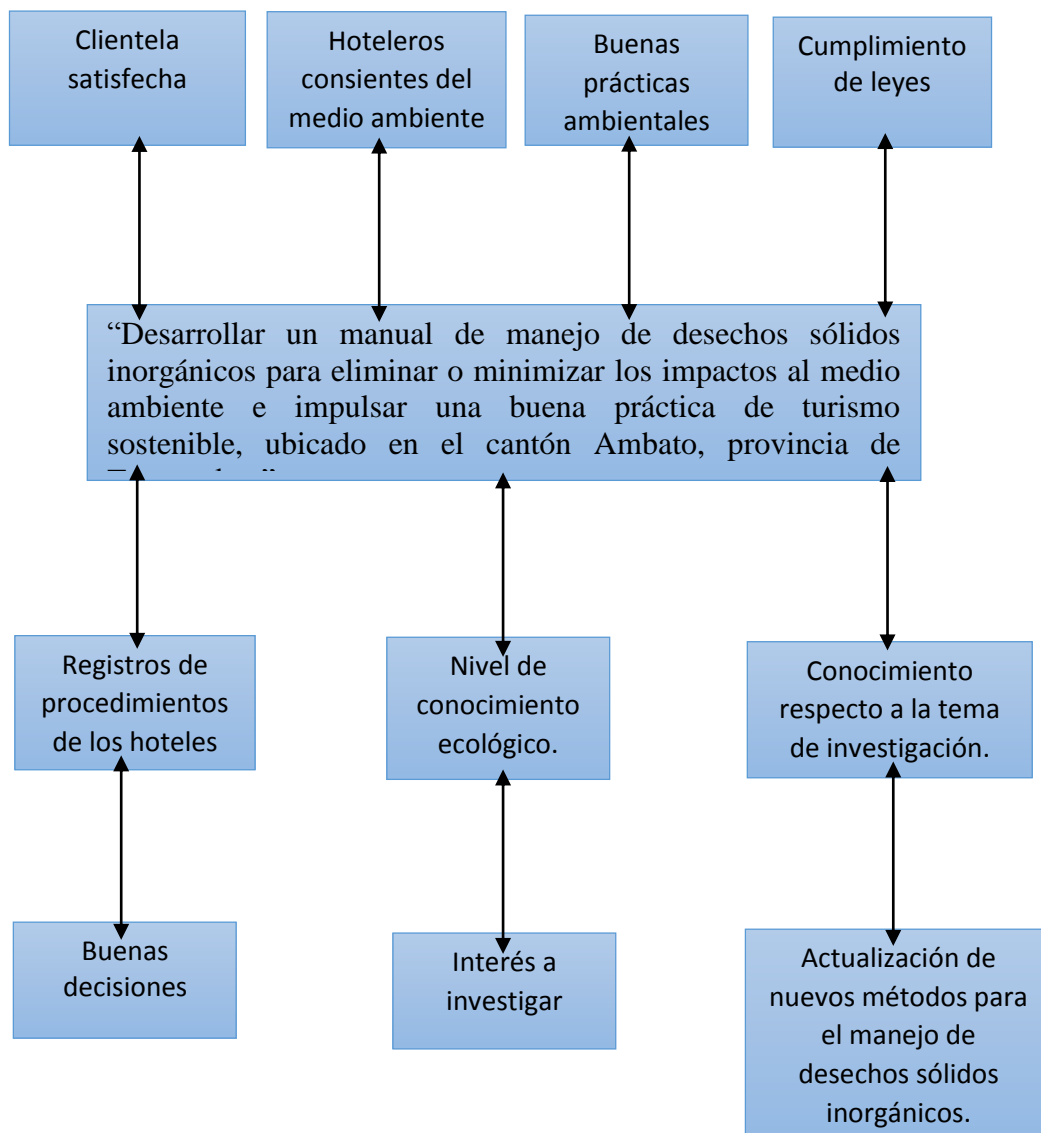 Clientela
satisfecha
Hoteleros
consientes del
medio ambiente
Buenas
prácticas
ambientales
Cumplimiento
de leyes
“Desarrollar un manual de manejo de desechos sólidos
inorgánicos para eliminar o minimizar los impactos al medio
ambiente e impulsar una buena práctica de turismo
sostenible, ubicado en el cantón Ambato, provincia de
Registros de
procedimientos
de los hoteles
Nivel de
conocimiento
ecológico.
Conocimiento
respecto a la tema
de investigación.
Buenas
decisiones
Interés a
investigar
Actualización de
nuevos métodos para
el manejo de
desechos sólidos
inorgánicos.